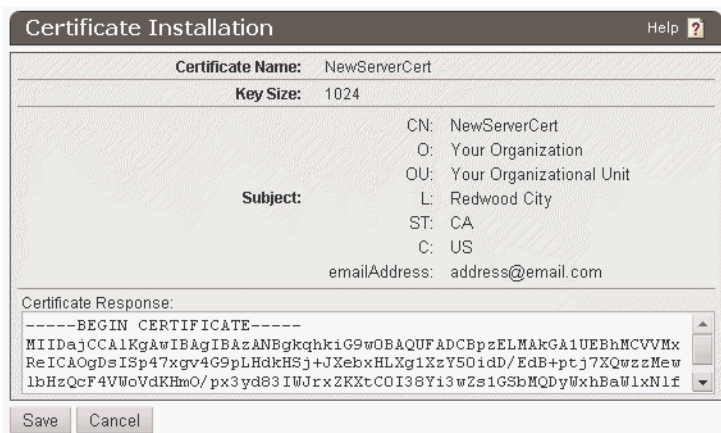 Certificate Installation
Help ?
Certificate Name: NewServerCert
Key Size: 1024
Subject:
CN: NewServerCert
O: Your Organization
OU: Your Organizational Unit
L: Redwood City
ST: CA
C: US
emailAddress: address@email.com
Certificate Response:
-----BEGIN CERTIFICATE-----
MIIDajCCAlKgAwIBAgIBAzANBgkqhkiG9w0BAQUFADCBpzELMAkGA1UEBhMCVVMx
ReICAOgDsISp47xgv4G9pLHdkHSj+JXebxHLXg1XzY5OidD/EdB+ptj7XQwzzMew
lbHzQcF4VWoVdKHmO/px3yd83IWJrxZKXtCOI38Yi3wZs1GSbMQDyWxhBaWlxNlf
Save
Cancel